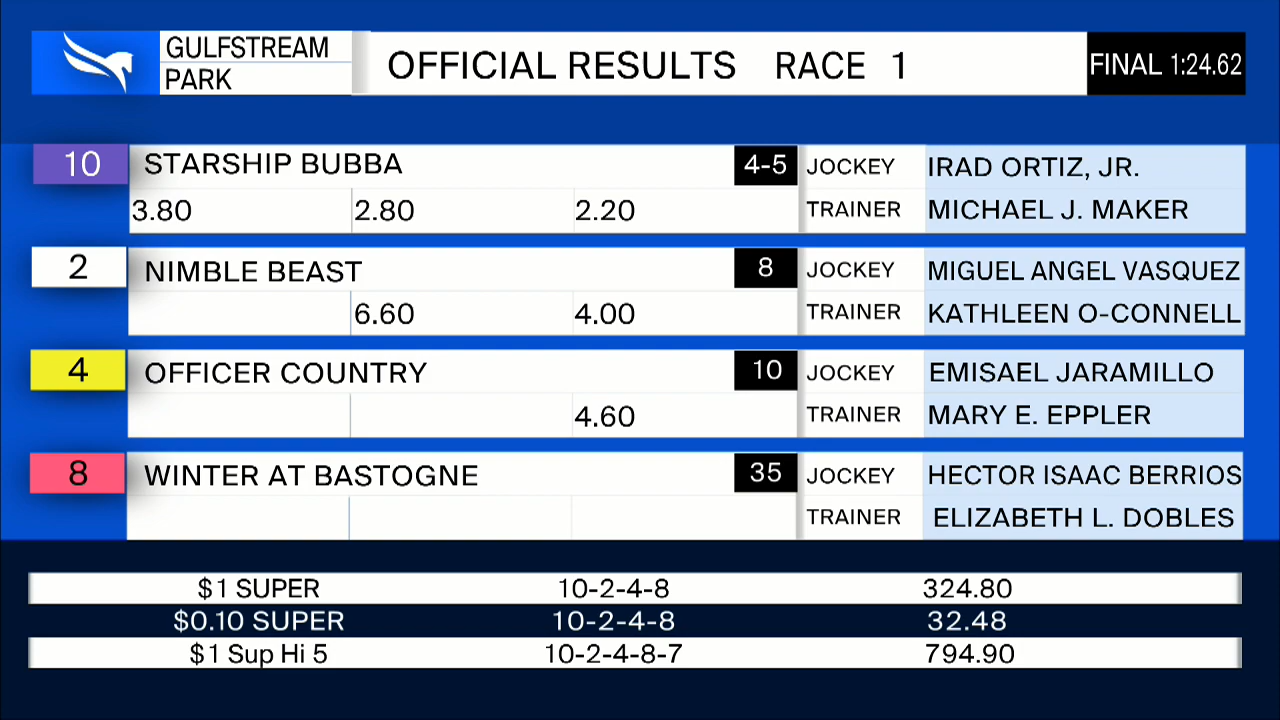 GULFSTREAM
PARK
OFFICIAL RESULTS RACE 1
FINAL 1:24.62
10 STARSHIP BUBBA 4-5 JOCKEY IRAD ORTIZ, JR.
3.80 2.80 2.20 TRAINER MICHAEL J. MAKER
2 NIMBLE BEAST 8 JOCKEY MIGUEL ANGEL VASQUEZ
6.60 4.00 TRAINER KATHLEEN O-CONNELL
4 OFFICER COUNTRY 10 JOCKEY EMISAEL JARAMILLO
4.60 TRAINER MARY E. EPPLER
8 WINTER AT BASTOGNE 35 JOCKEY HECTOR ISAAC BERRIOS
TRAINER ELIZABETH L. DOBLES
$1 SUPER 10-2-4-8 324.80
$0.10 SUPER 10-2-4-8 32.48
$1 Sup Hi 5 10-2-4-8-7 794.90